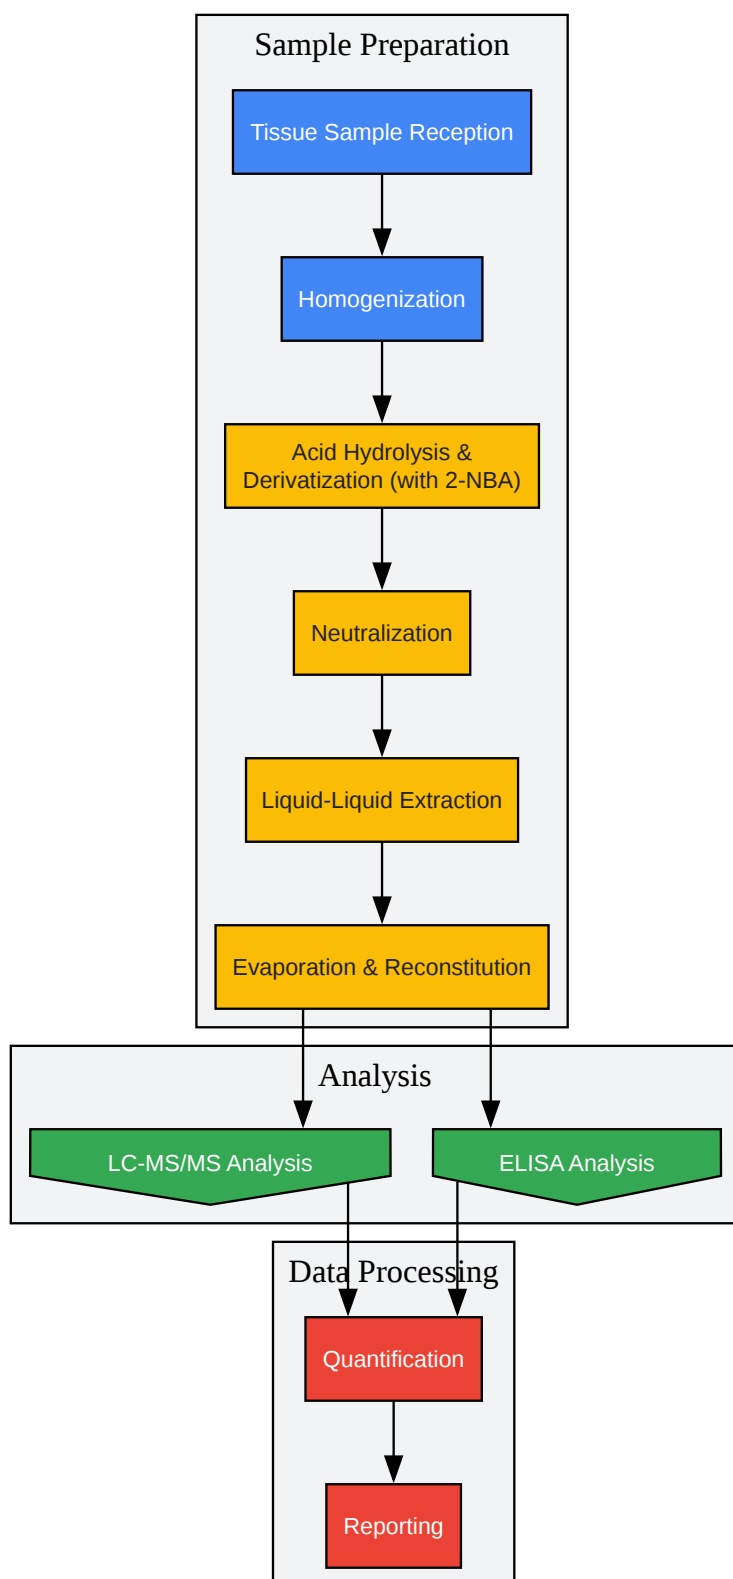 Sample Preparation
Tissue Sample Reception
Homogenization
Acid Hydrolysis &
Derivatization (with 2-NBA)
Neutralization
Liquid-Liquid Extraction
Evaporation & Reconstitution
Analysis
LC-MS/MS Analysis
ELISA Analysis
Data Processing
Quantification
Reporting